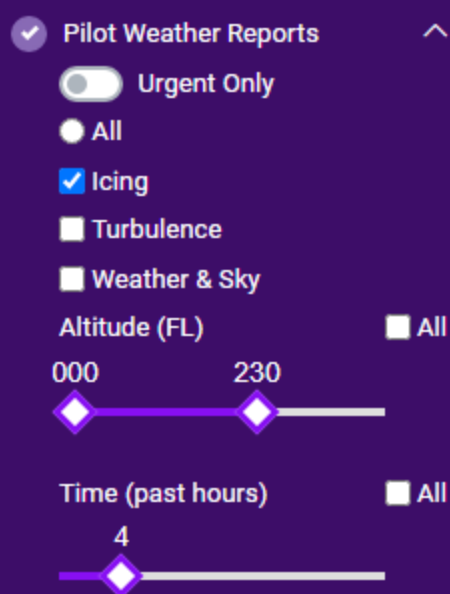 Pilot Weather Reports
Urgent Only
All
Icing
Turbulence
Weather & Sky
Altitude (FL) All
000 230
Time (past hours) All
4